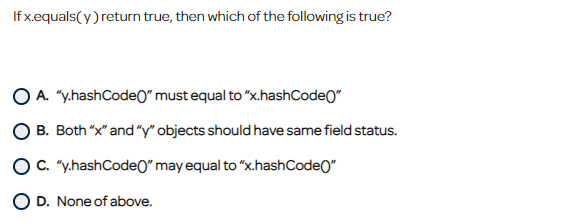 If x.equals( y ) return true, then which of the following is true?
A. "y.hashCode()" must equal to "x.hashCode()"
B. Both "x" and "y" objects should have same field status.
C. "y.hashCode()" may equal to "x.hashCode()"
D. None of above.